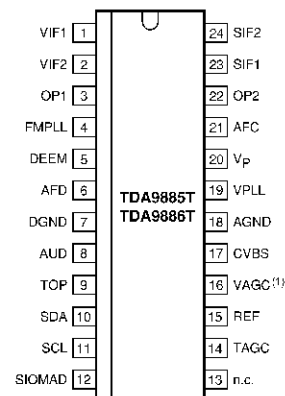 VIF1 1 24 SIF2
VIF2 2 23 SIF1
OP1 3 22 OP2
FMPLL 4 21 AFC
DEEM 5 20 VP
AFD 6 19 VPLL
TDA9885T
DGND 7 TDA9886T 18 AGND
AUD 8 17 CVBS
TOP 9 16 VAGC(1)
SDA 10 15 REF
SCL 11 14 TAGC
SIOMAD 12 13 n.c.